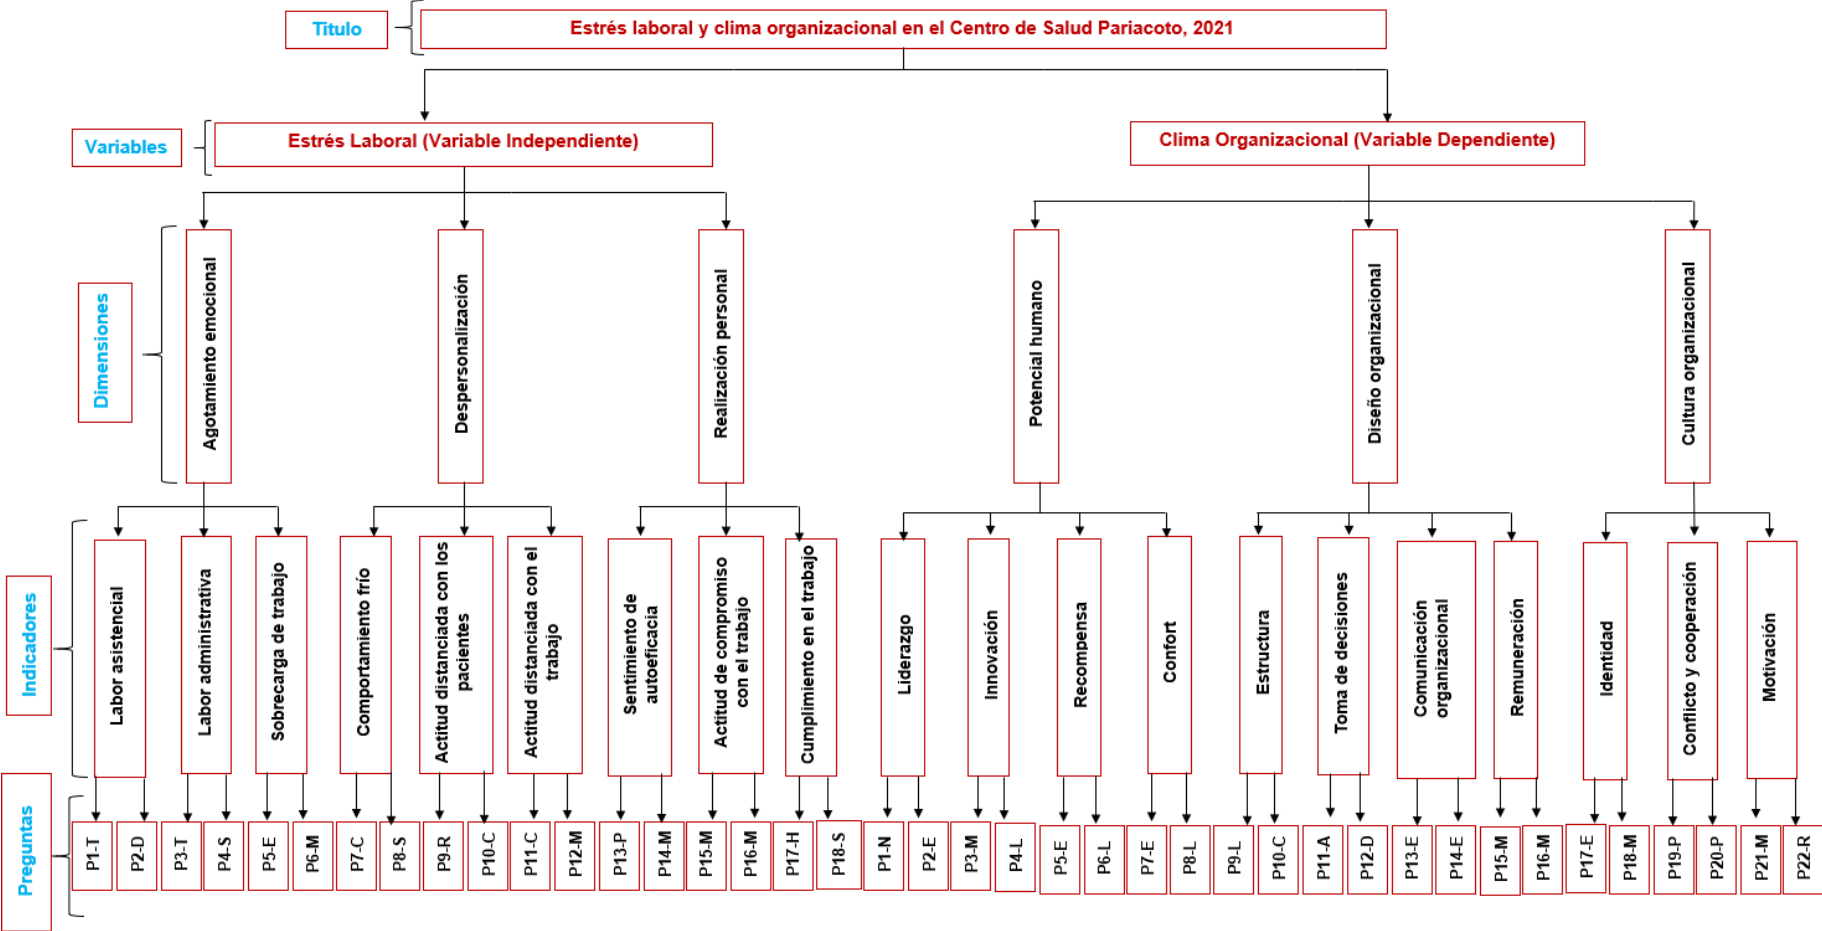 Titulo
Estrés laboral y clima organizacional en el Centro de Salud Pariacoto, 2021
Variables
Estrés Laboral (Variable Independiente)
Clima Organizacional (Variable Dependiente)
Dimensiones
Agotamiento emocional
Despersonalización
Realización personal
Potencial humano
Diseño organizacional
Cultura organizacional
Indicadores
Labor asistencial
Labor administrativa
Sobrecarga de trabajo
Comportamiento frío
Actitud distanciada con los
pacientes
Actitud distanciada con el
trabajo
Sentimiento de
autoeficacia
Actitud de compromiso
con el trabajo
Cumplimiento en el trabajo
Liderazgo
Innovación
Recompensa
Confort
Estructura
Toma de decisiones
Comunicación
organizacional
Remuneración
Identidad
Conflicto y cooperación
Motivación
Preguntas
P1-T
P2-D
P3-T
P4-S
P5-E
P6-M
P7-C
P8-S
P9-R
P10-C
P11-C
P12-M
P13-P
P14-M
P15-M
P16-M
P17-H
P18-S
P1-N
P2-E
P3-M
P4-L
P5-E
P6-L
P7-E
P8-L
P9-L
P10-C
P11-A
P12-D
P13-E
P14-E
P15-M
P16-M
P17-E
P18-M
P19-P
P20-P
P21-M
P22-R